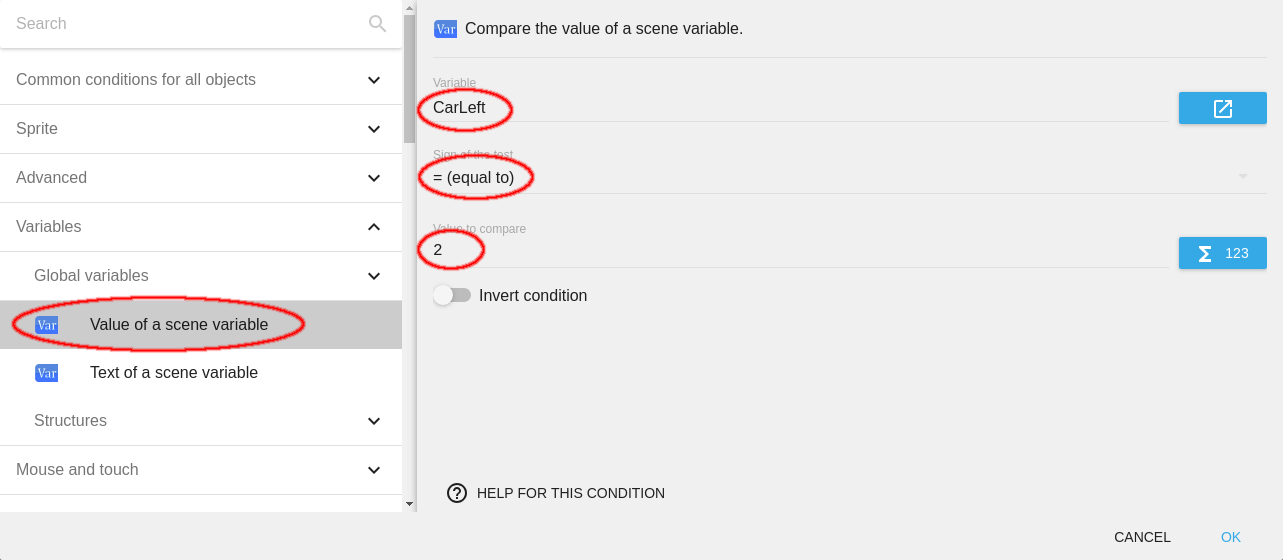 Search
Common conditions for all objects
Sprite
Advanced
Variables
Global variables
Var Value of a scene variable
Var Text of a scene variable
Structures
Mouse and touch
Var Compare the value of a scene variable.
Variable
CarLeft
Sign of the test
= (equal to)
Value to compare
2
123
Invert condition
? HELP FOR THIS CONDITION
CANCEL OK